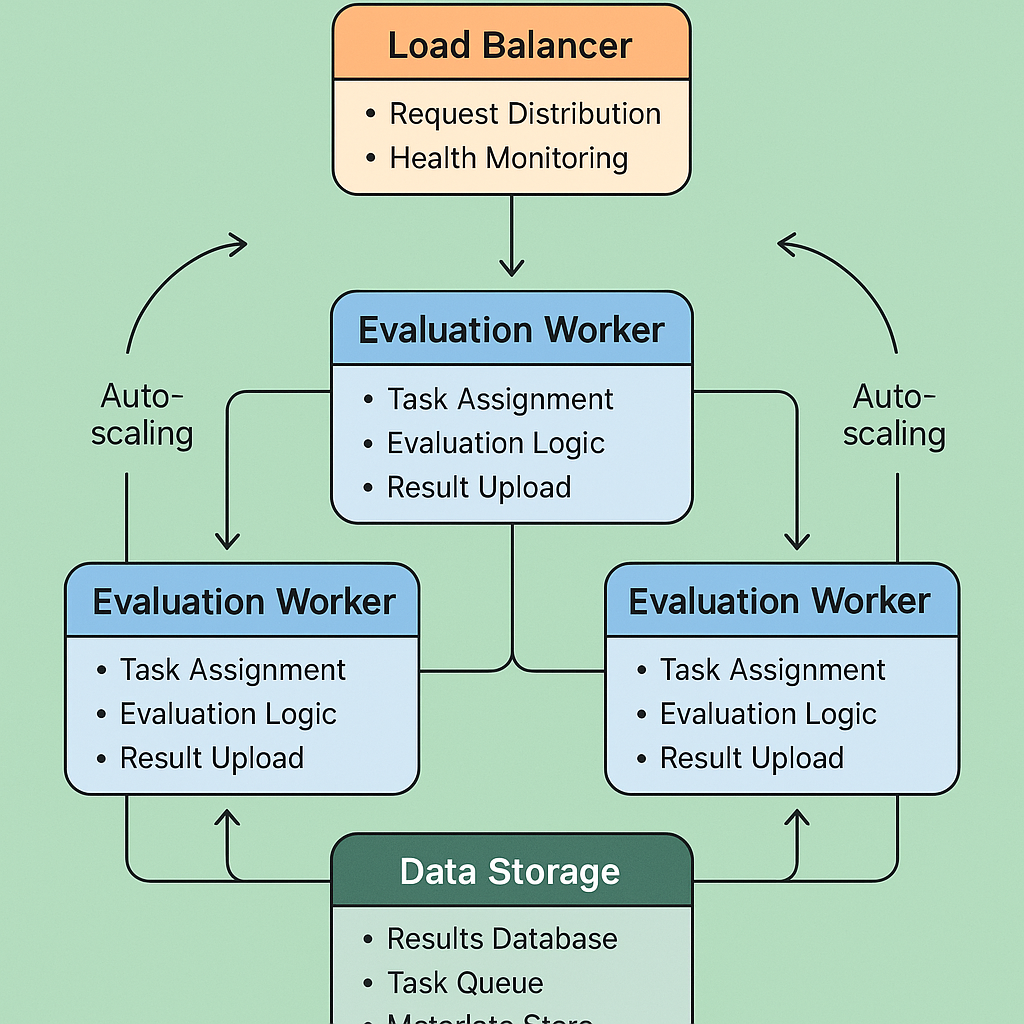 Load Balancer
• Request Distribution
• Health Monitoring
Evaluation Worker
• Task Assignment
• Evaluation Logic
• Result Upload
Auto-
scaling
Auto-
scaling
Evaluation Worker
• Task Assignment
• Evaluation Logic
• Result Upload
Evaluation Worker
• Task Assignment
• Evaluation Logic
• Result Upload
Data Storage
• Results Database
• Task Queue